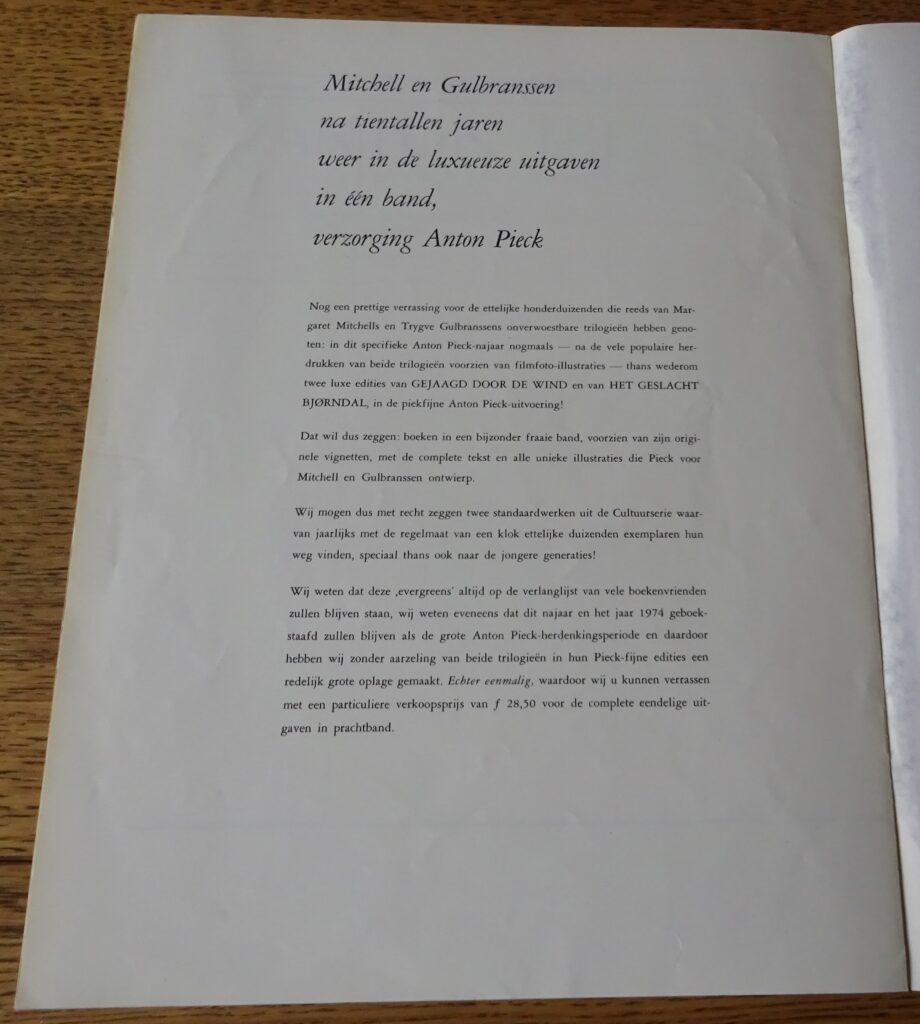 Mitchell en Gulbranssen
na tientallen jaren
weer in de luxueuze uitgaven
in één band,
verzorging Anton Pieck
Nog een prettige verrassing voor de ettelijke honderduizenden die reeds van Mar-
garet Mitchells en Trygve Gulbranssens onverwoestbare trilogieën hebben geno-
ten: in dit specifieke Anton Pieck-najaar nogmaals — na de vele populaire her-
drukken van beide trilogieën voorzien van filmfoto-illustraties — thans wederom
twee luxe edities van GEJAAGD DOOR DE WIND en van HET GESLACHT
BJØRNDAL, in de piekfijne Anton Pieck-uitvoering!
Dat wil dus zeggen: boeken in een bijzonder fraaie band, voorzien van zijn origi-
nele vignetten, met de complete tekst en alle unieke illustraties die Pieck voor
Mitchell en Gulbranssen ontwierp.
Wij mogen dus met recht zeggen twee standaardwerken uit de Cultuurserie waar-
van jaarlijks met de regelmaat van een klok ettelijke duizenden exemplaren hun
weg vinden, speciaal thans ook naar de jongere generaties!
Wij weten dat deze ‚evergreens’ altijd op de verlanglijst van vele boekenvrienden
zullen blijven staan, wij weten eveneens dat dit najaar en het jaar 1974 geboek-
staafd zullen blijven als de grote Anton Pieck-herdenkingsperiode en daardoor
hebben wij zonder aarzeling van beide trilogieën in hun Pieck-fijne edities een
redelijk grote oplage gemaakt. Echter eenmalig, waardoor wij u kunnen verrassen
met een particuliere verkoopsprijs van ƒ 28,50 voor de complete eendelige uit-
gaven in prachtband.